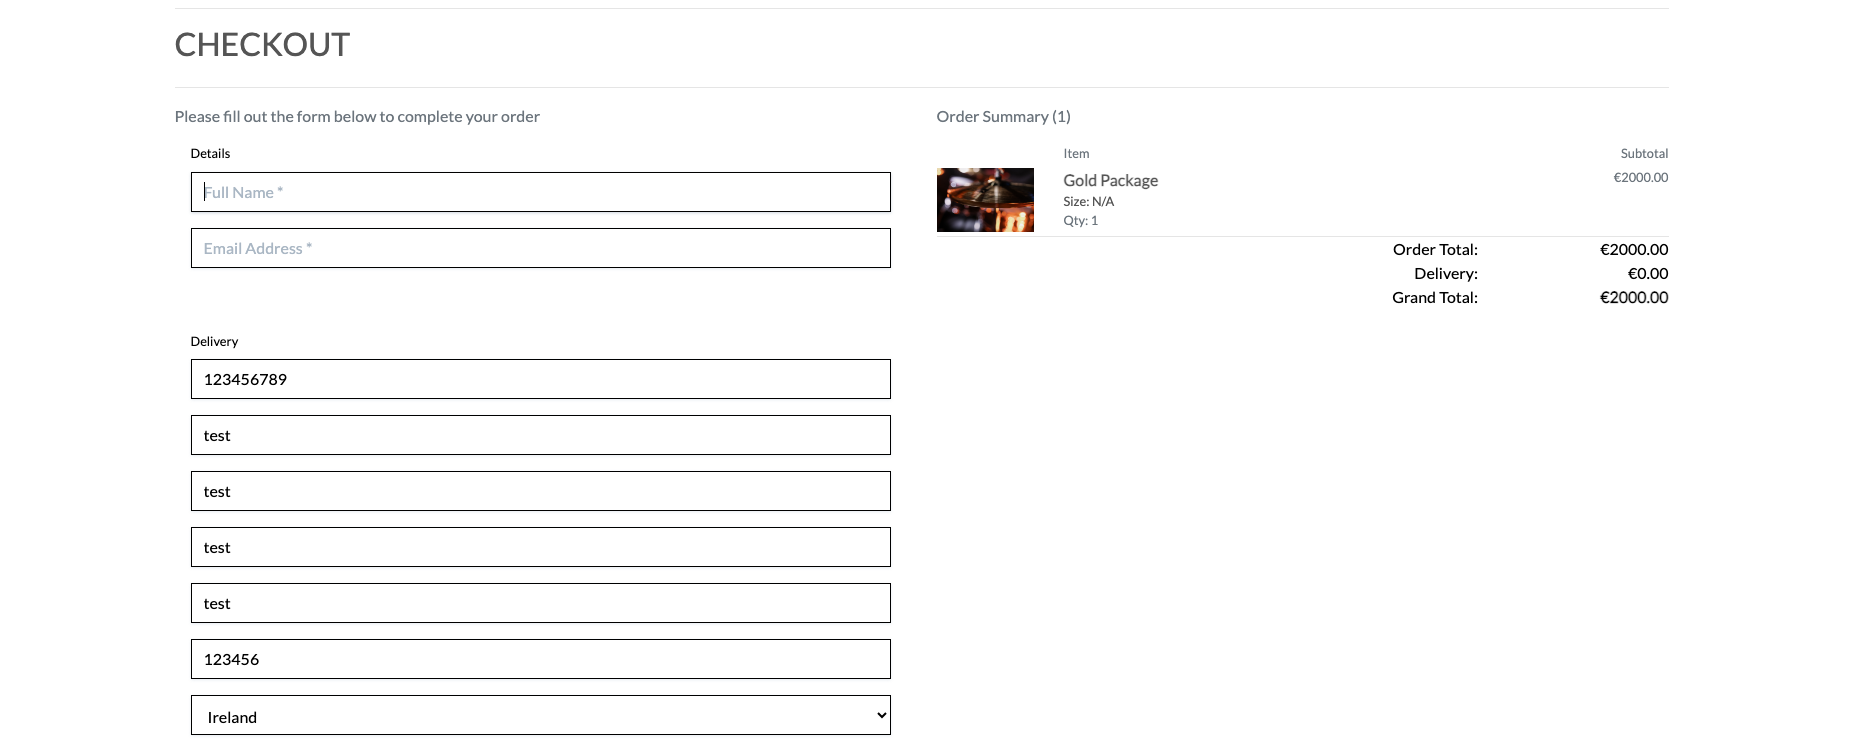 CHECKOUT
Please fill out the form below to complete your order
Details
Full Name *
Email Address *
Delivery
123456789
test
test
test
test
123456
Ireland
Order Summary (1)
Item Subtotal
Gold Package €2000.00
Size: N/A
Qty: 1
Order Total: €2000.00
Delivery: €0.00
Grand Total: €2000.00